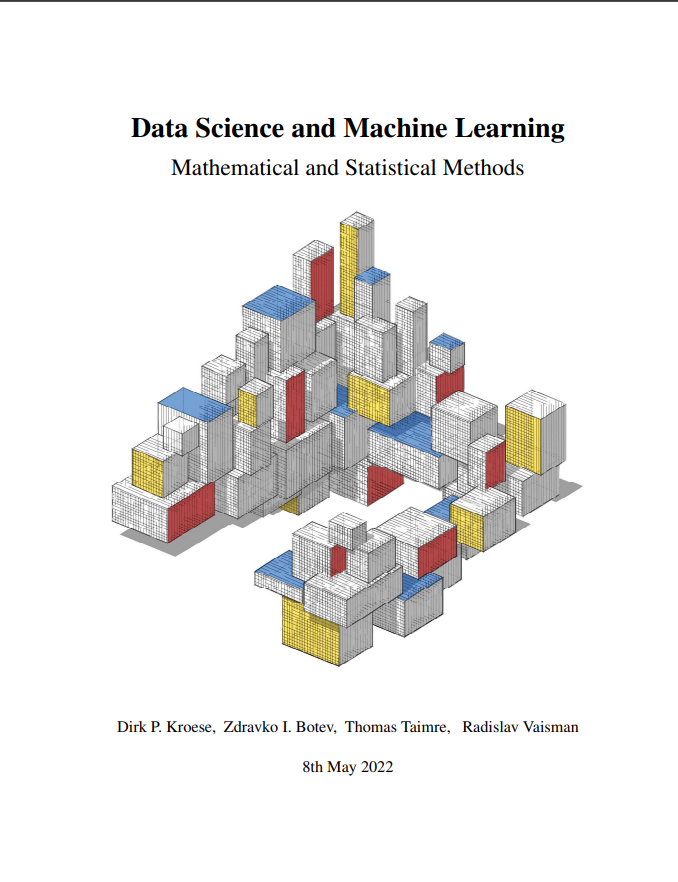 Data Science and Machine Learning
Mathematical and Statistical Methods
Dirk P. Kroese, Zdravko I. Botev, Thomas Taimre, Radislav Vaisman
8th May 2022